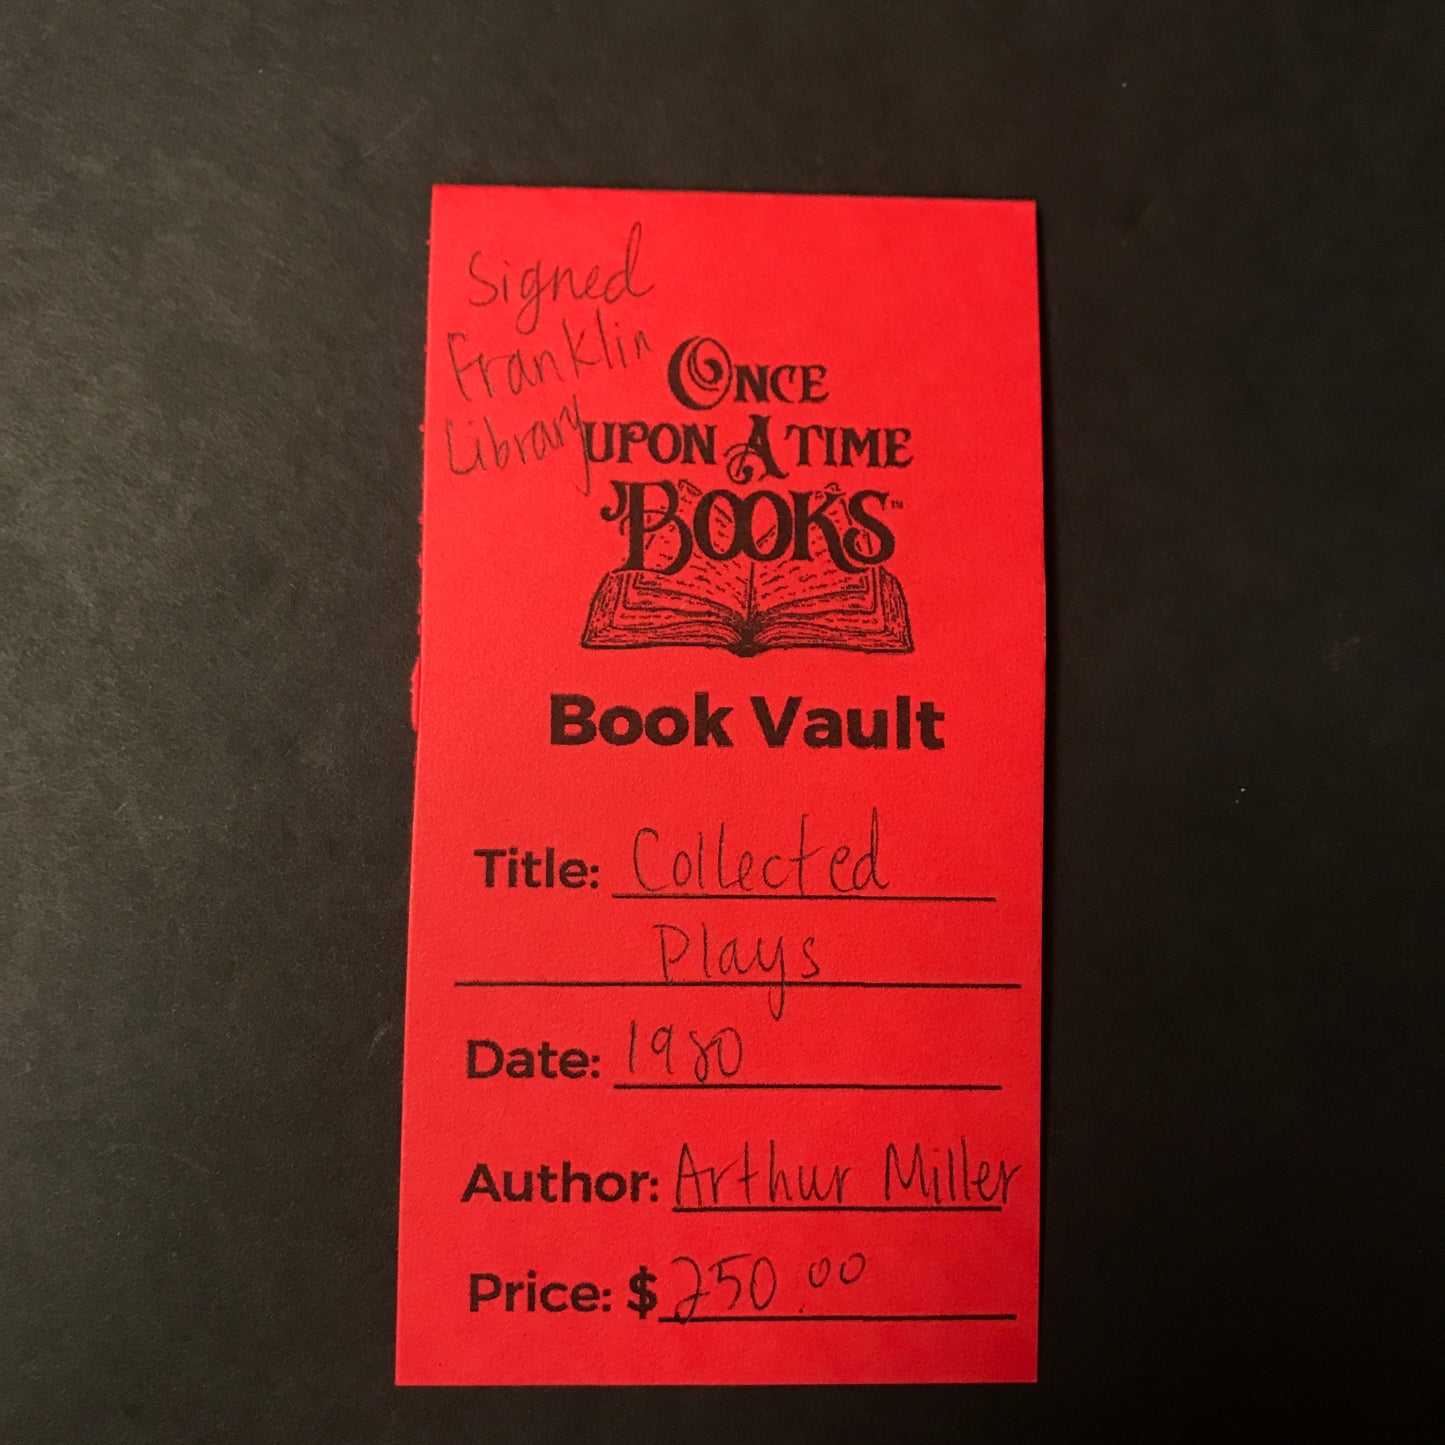 Signed
Franklin
Library
ONCE
UPON A TIME
BOOKS™
Book Vault
Title: Collected
Plays
Date: 1980
Author: Arthur Miller
Price: $250.00